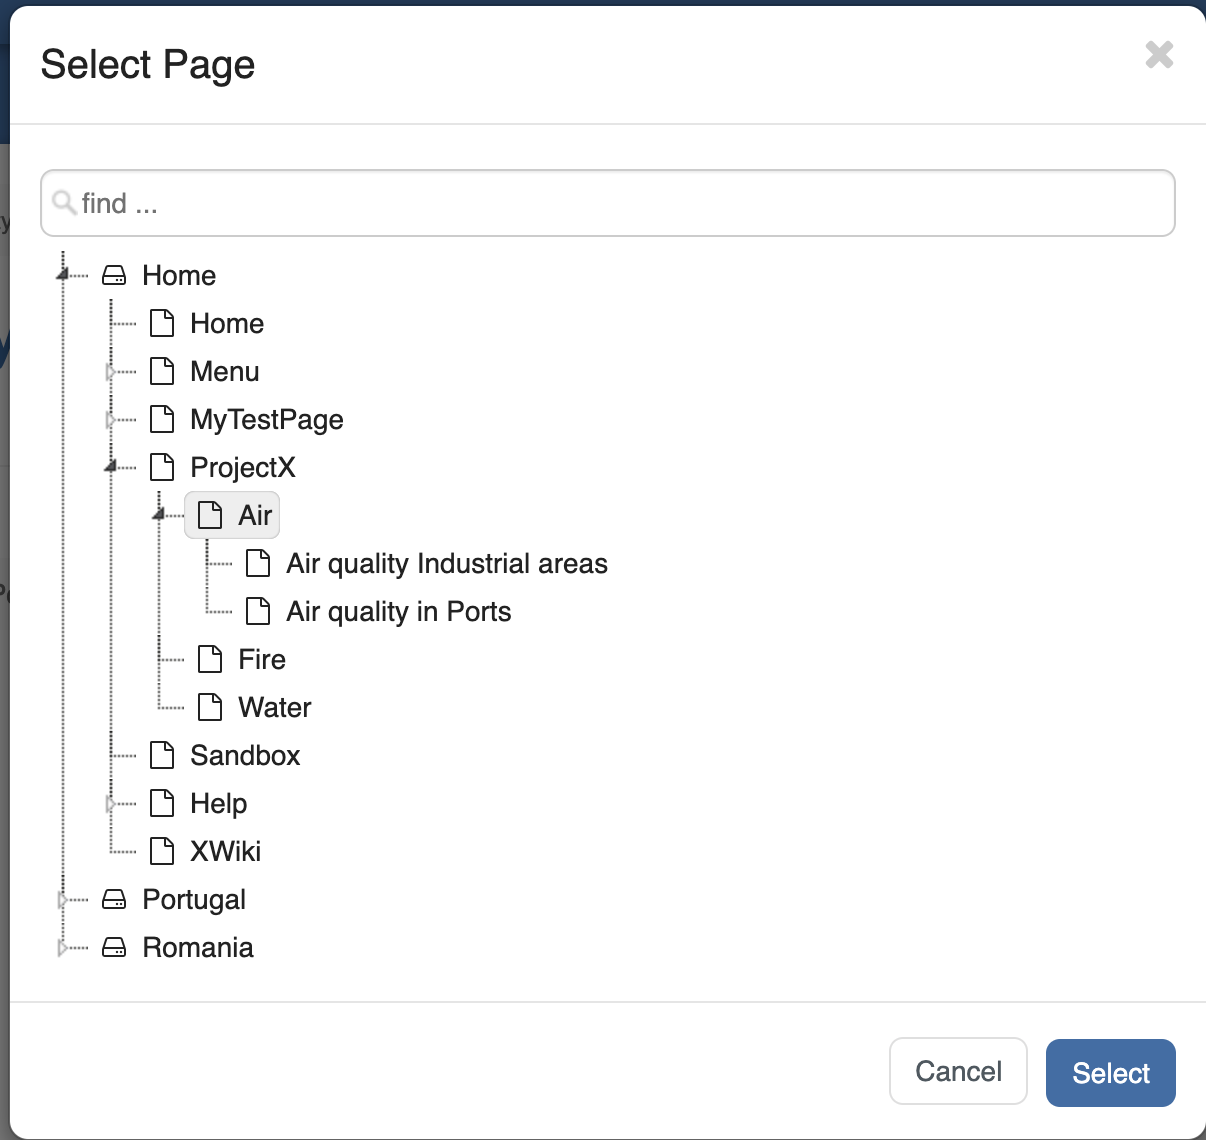 Select Page
find ...
Home
Home
Menu
MyTestPage
ProjectX
Air
Air quality Industrial areas
Air quality in Ports
Fire
Water
Sandbox
Help
XWiki
Portugal
Romania
Cancel
Select